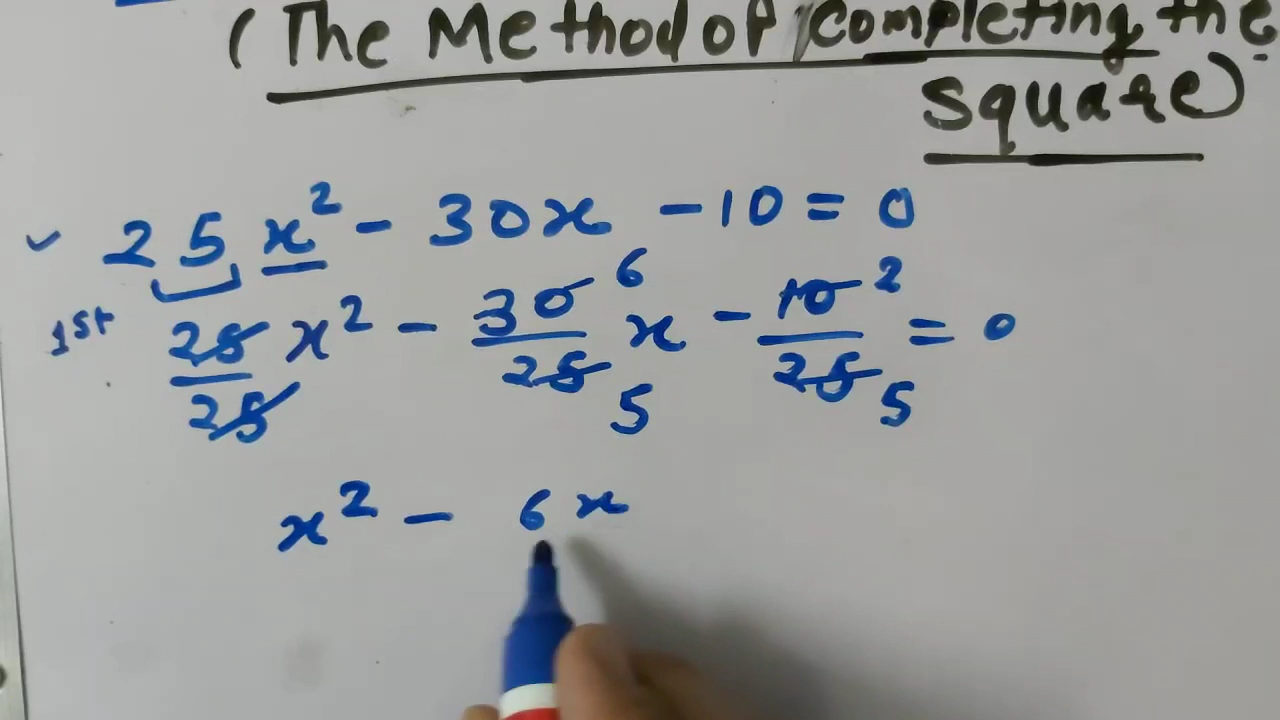 (The Method of completing the
square)
25x² - 30x - 10 = 0
1st 25/25 x² - 30/25 6/5 x - 10/25 2/5 = 0
x² - 6x